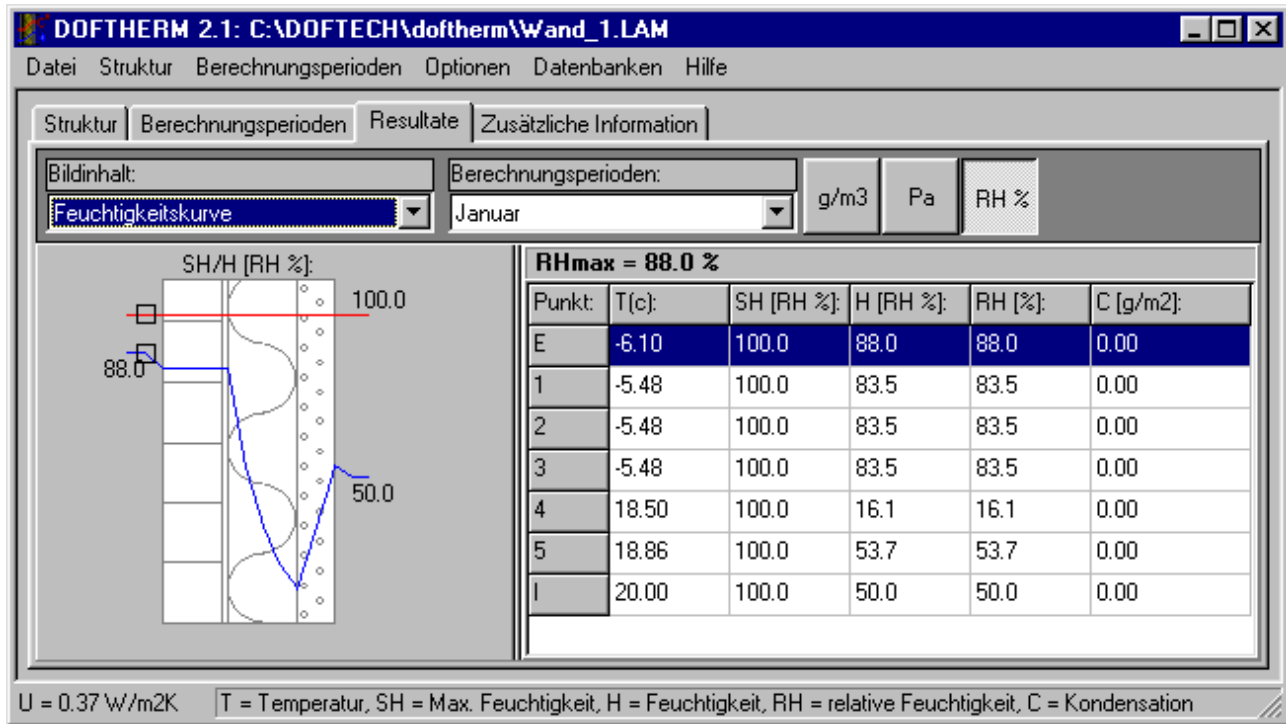 DOFTHERM 2.1: C:\DOFTECH\doftherm\Wand_1.LAM
Datei Struktur Berechnungsperioden Optionen Datenbanken Hilfe
Struktur Berechnungsperioden Resultate Zusätzliche Information
Bildinhalt: Berechnungsperioden:
Feuchtigkeitskurve Januar g/m3 Pa RH %
SH/H [RH %]:
100.0
88.0
50.0
RHmax = 88.0 %
Punkt: T(c): SH [RH %]: H [RH %]: RH [%]: C [g/m2]:
E -6.10 100.0 88.0 88.0 0.00
1 -5.48 100.0 83.5 83.5 0.00
2 -5.48 100.0 83.5 83.5 0.00
3 -5.48 100.0 83.5 83.5 0.00
4 18.50 100.0 16.1 16.1 0.00
5 18.86 100.0 53.7 53.7 0.00
I 20.00 100.0 50.0 50.0 0.00
U = 0.37 W/m2K T = Temperatur, SH = Max. Feuchtigkeit, H = Feuchtigkeit, RH = relative Feuchtigkeit, C = Kondensation